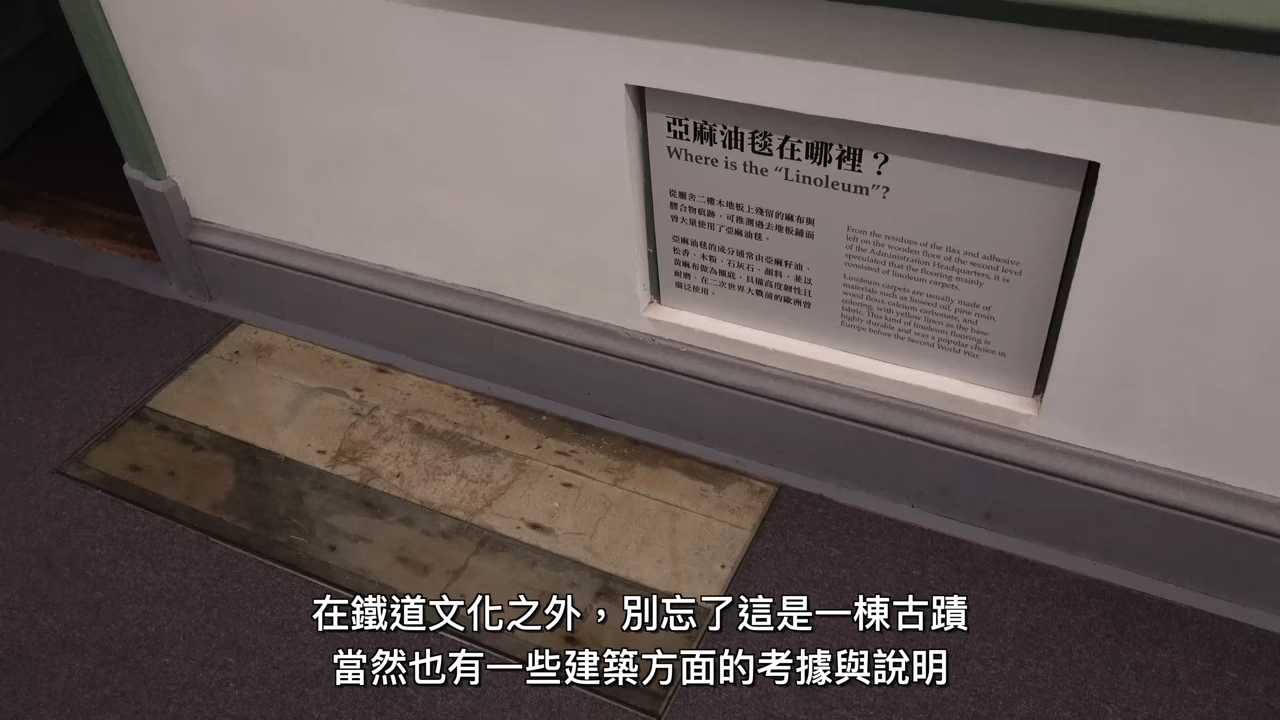 亞麻油毯在哪裡？
Where is the “Linoleum”?
從廳舍二樓木地板上殘留的麻布與
膠合物痕跡，可推測過去地板鋪面
曾大量使用了亞麻油毯。
亞麻油毯的成分通常由亞麻籽油、
松香、木粉、石灰石、顏料，並以
黃麻布做為襯底，具備高度韌性且
耐磨，在二次世界大戰前的歐洲曾
廣泛使用。
From the residues of the flax and adhesive
left on the wooden floor of the second level
of the Administration Headquarters, it is
speculated that the flooring mainly
consisted of linoleum carpets.
Linoleum carpets are usually made of
materials such as linseed oil, pine rosin,
wood flour, calcium carbonate, and
coloring, with yellow linen as the base
fabric. This kind of linoleum flooring is
highly durable and was a popular choice in
Europe before the Second World War.
在鐵道文化之外，別忘了這是一棟古蹟
當然也有一些建築方面的考據與說明